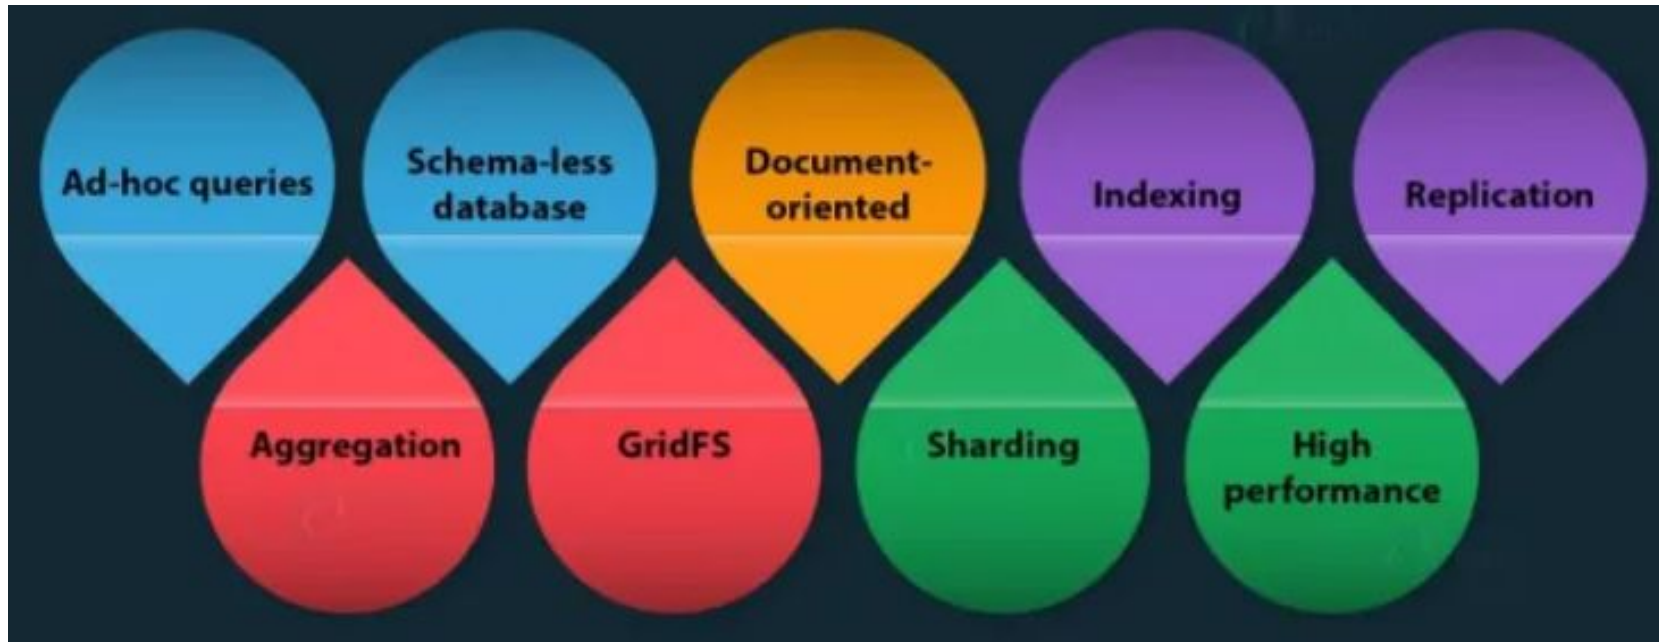 Ad-hoc queries
Schema-less
database
Document-
oriented
Indexing
Replication
Aggregation
GridFS
Sharding
High
performance